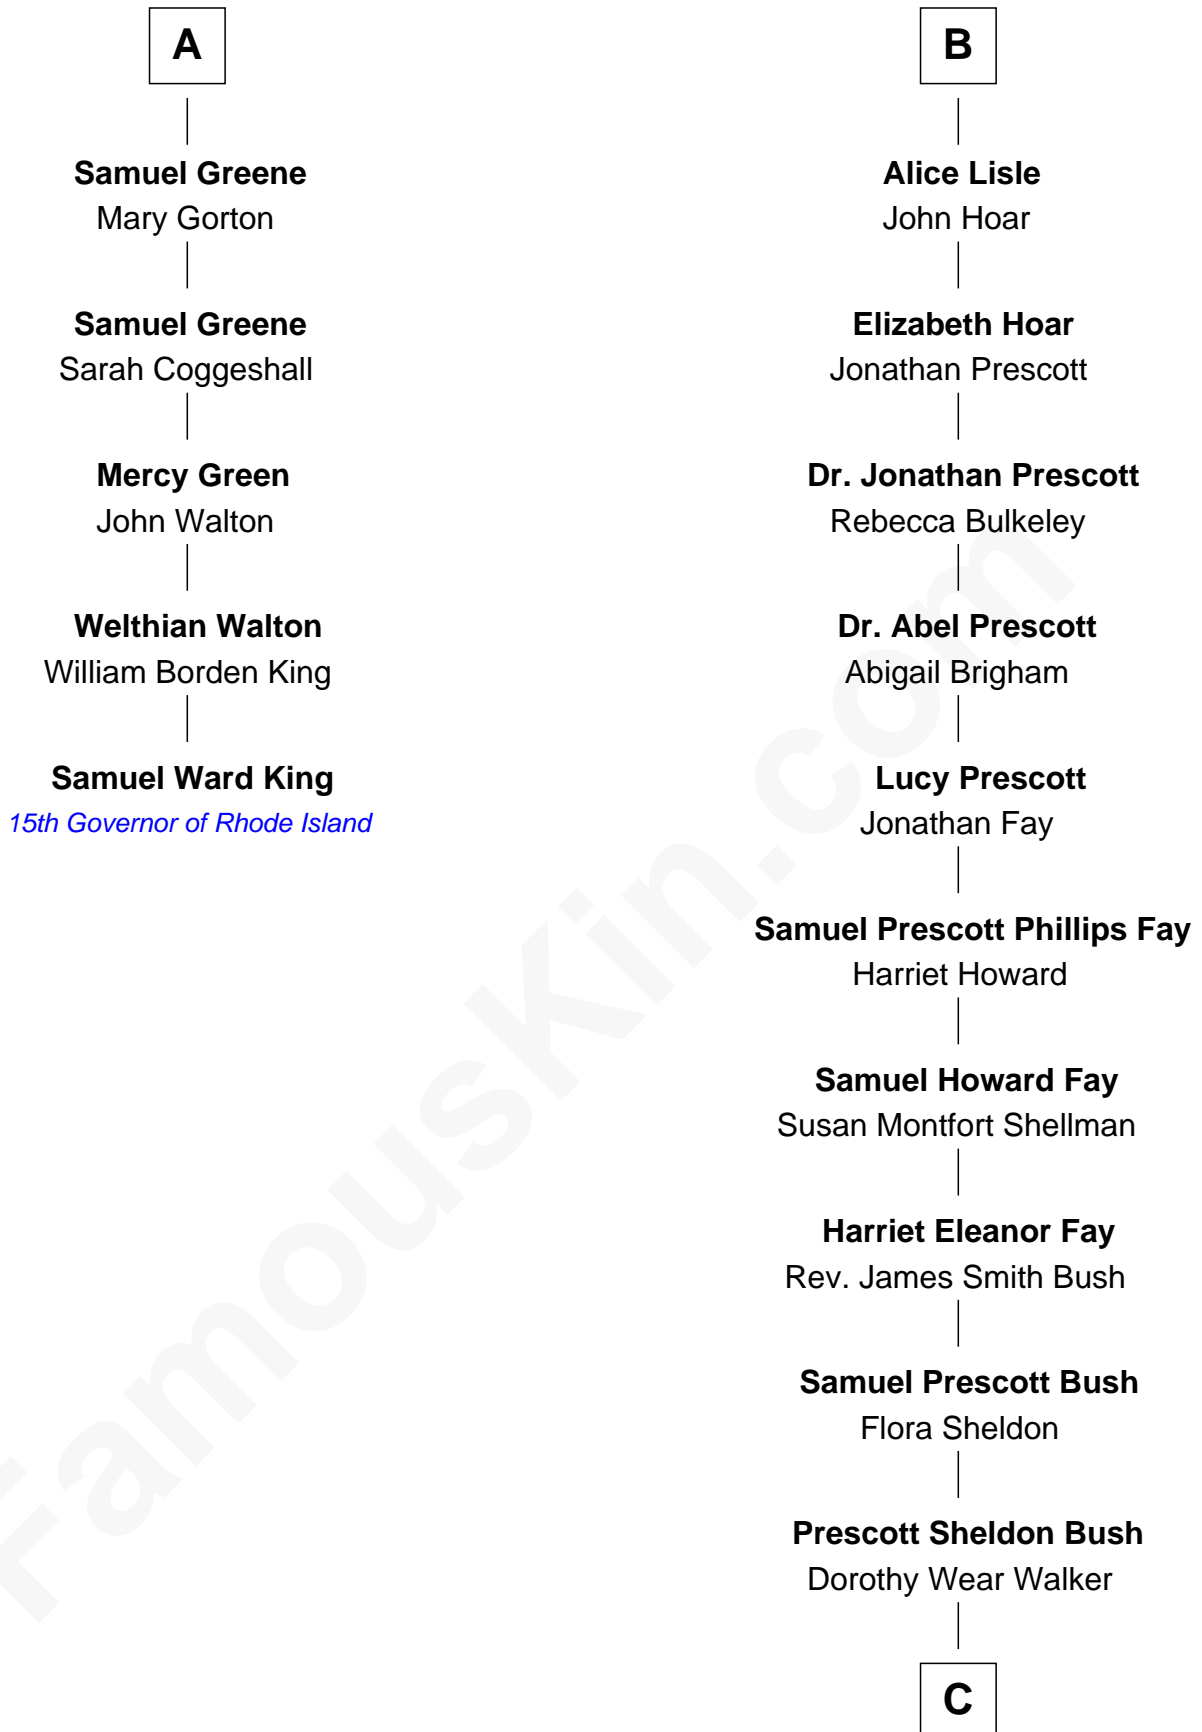 A
Samuel Greene
Mary Gorton
Samuel Greene
Sarah Coggeshall
Mercy Green
John Walton
Welthian Walton
William Borden King
Samuel Ward King
15th Governor of Rhode Island
B
Alice Lisle
John Hoar
Elizabeth Hoar
Jonathan Prescott
Dr. Jonathan Prescott
Rebecca Bulkeley
Dr. Abel Prescott
Abigail Brigham
Lucy Prescott
Jonathan Fay
Samuel Prescott Phillips Fay
Harriet Howard
Samuel Howard Fay
Susan Montfort Shellman
Harriet Eleanor Fay
Rev. James Smith Bush
Samuel Prescott Bush
Flora Sheldon
Prescott Sheldon Bush
Dorothy Wear Walker
C
FamousKin.com